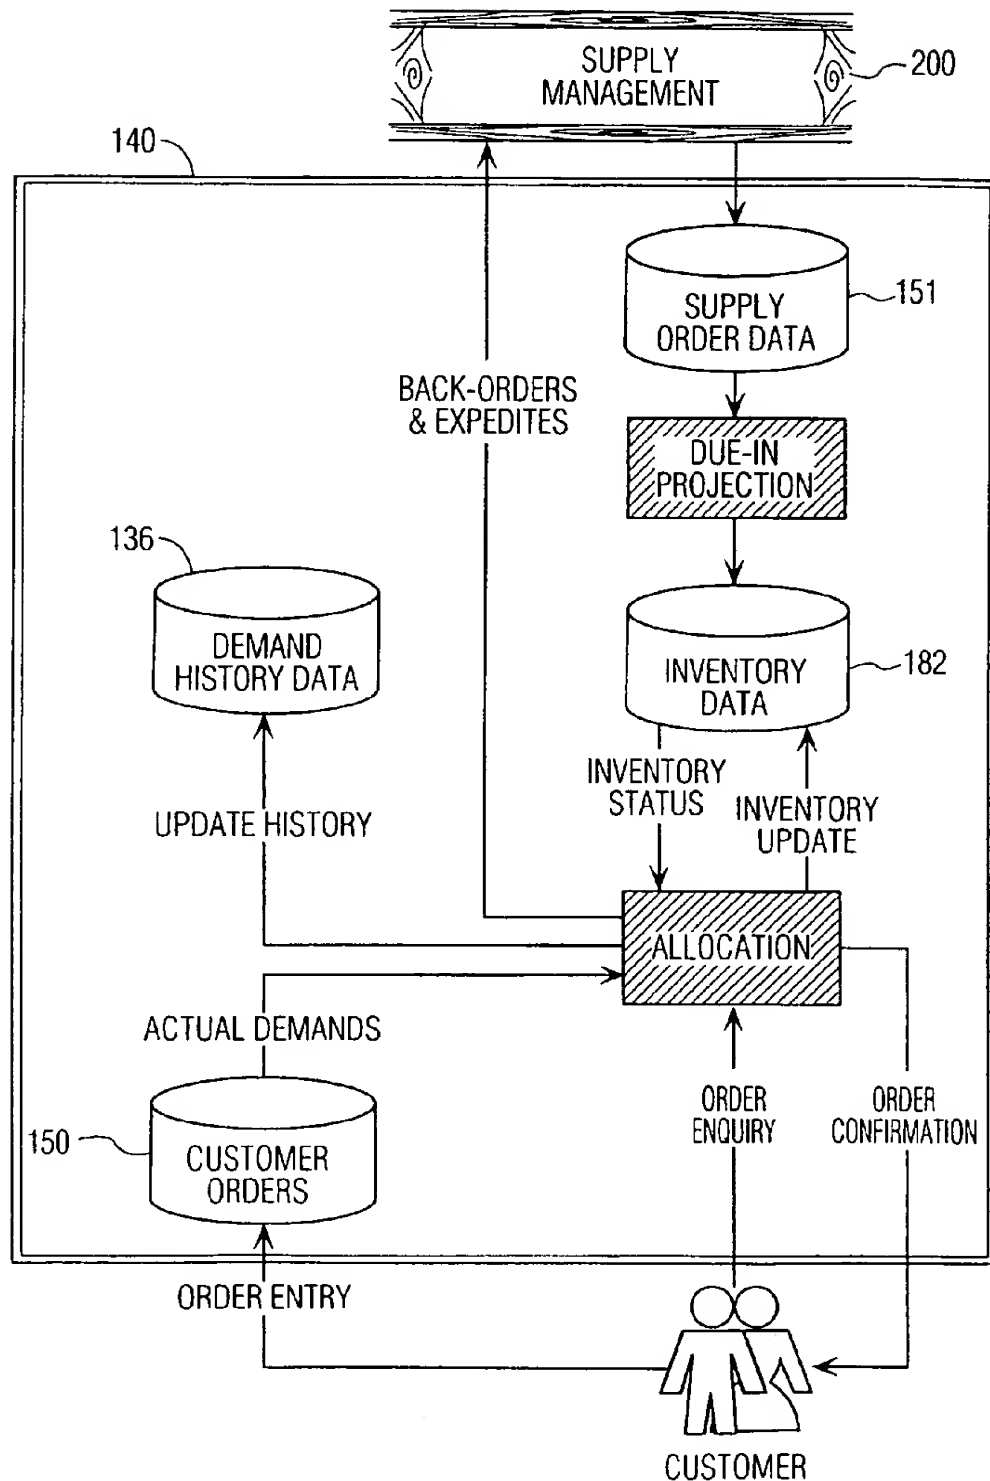 SUPPLY
MANAGEMENT
200
140
SUPPLY
ORDER DATA
151
BACK-ORDERS
& EXPEDITES
DUE-IN
PROJECTION
136
DEMAND
HISTORY DATA
INVENTORY
DATA
182
INVENTORY
STATUS
INVENTORY
UPDATE
UPDATE HISTORY
ALLOCATION
ACTUAL DEMANDS
ORDER
ENQUIRY
ORDER
CONFIRMATION
150
CUSTOMER
ORDERS
ORDER ENTRY
CUSTOMER